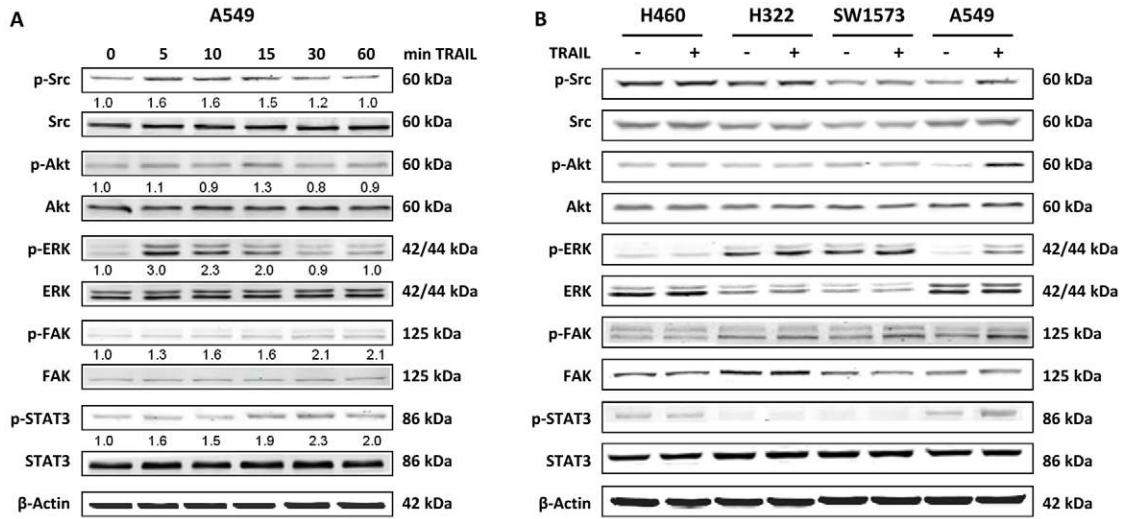 A
A549
0 5 10 15 30 60 min TRAIL
p-Src 60 kDa
1.0 1.6 1.6 1.5 1.2 1.0
Src 60 kDa
p-Akt 60 kDa
1.0 1.1 0.9 1.3 0.8 0.9
Akt 60 kDa
p-ERK 42/44 kDa
1.0 3.0 2.3 2.0 0.9 1.0
ERK 42/44 kDa
p-FAK 125 kDa
1.0 1.3 1.6 1.6 2.1 2.1
FAK 125 kDa
p-STAT3 86 kDa
1.0 1.6 1.5 1.9 2.3 2.0
STAT3 86 kDa
β-Actin 42 kDa
B
H460 H322 SW1573 A549
TRAIL - + - + - + - +
p-Src 60 kDa
Src 60 kDa
p-Akt 60 kDa
Akt 60 kDa
p-ERK 42/44 kDa
ERK 42/44 kDa
p-FAK 125 kDa
FAK 125 kDa
p-STAT3 86 kDa
STAT3 86 kDa
β-Actin 42 kDa